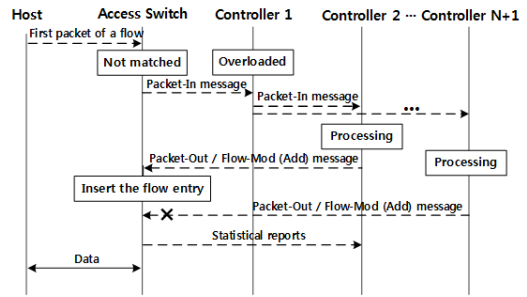 Host Access Switch Controller 1 Controller 2 ··· Controller N+1
First packet of a flow
Not matched
Overloaded
Packet-In message
Packet-In message
...
Processing
Packet-Out / Flow-Mod (Add) message
Processing
Insert the flow entry
Packet-Out / Flow-Mod (Add) message
Statistical reports
Data